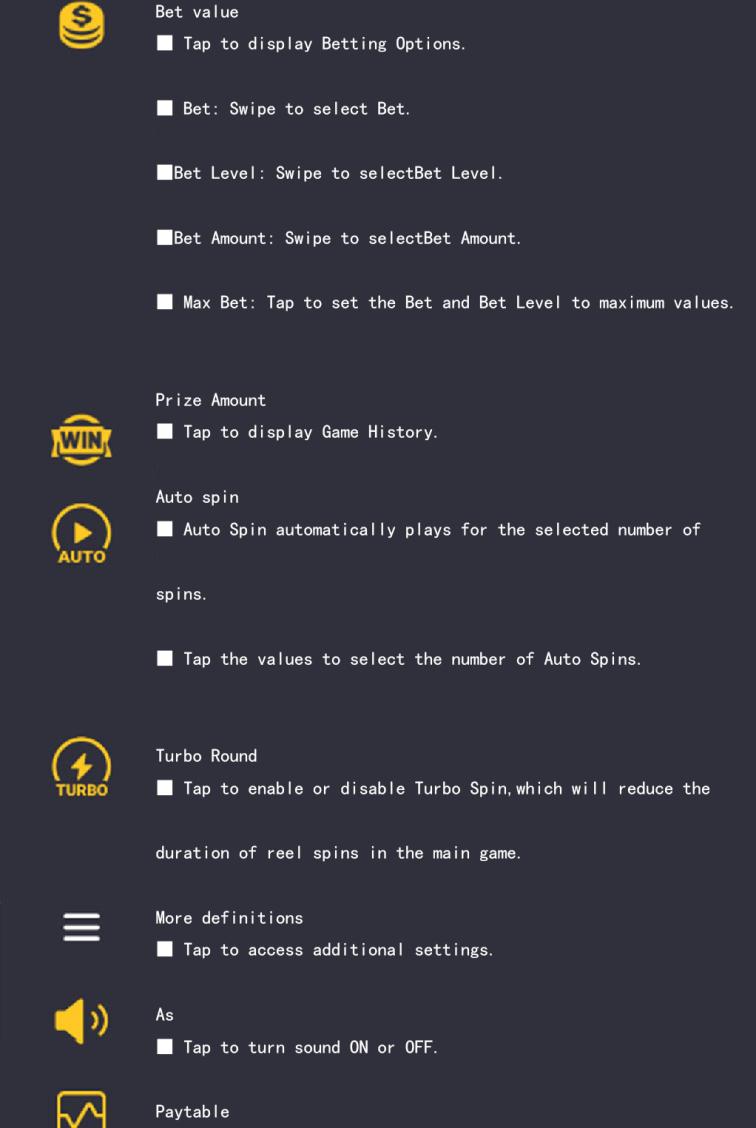 Bet value
■ Tap to display Betting Options.
■ Bet: Swipe to select Bet.
■Bet Level: Swipe to selectBet Level.
■Bet Amount: Swipe to selectBet Amount.
■ Max Bet: Tap to set the Bet and Bet Level to maximum values.
Prize Amount
WIN
■ Tap to display Game History.
Auto spin
AUTO
■ Auto Spin automatically plays for the selected number of
spins.
■ Tap the values to select the number of Auto Spins.
Turbo Round
TURBO
■ Tap to enable or disable Turbo Spin,which will reduce the
duration of reel spins in the main game.
More definitions
■ Tap to access additional settings.
As
■ Tap to turn sound ON or OFF.
Paytable